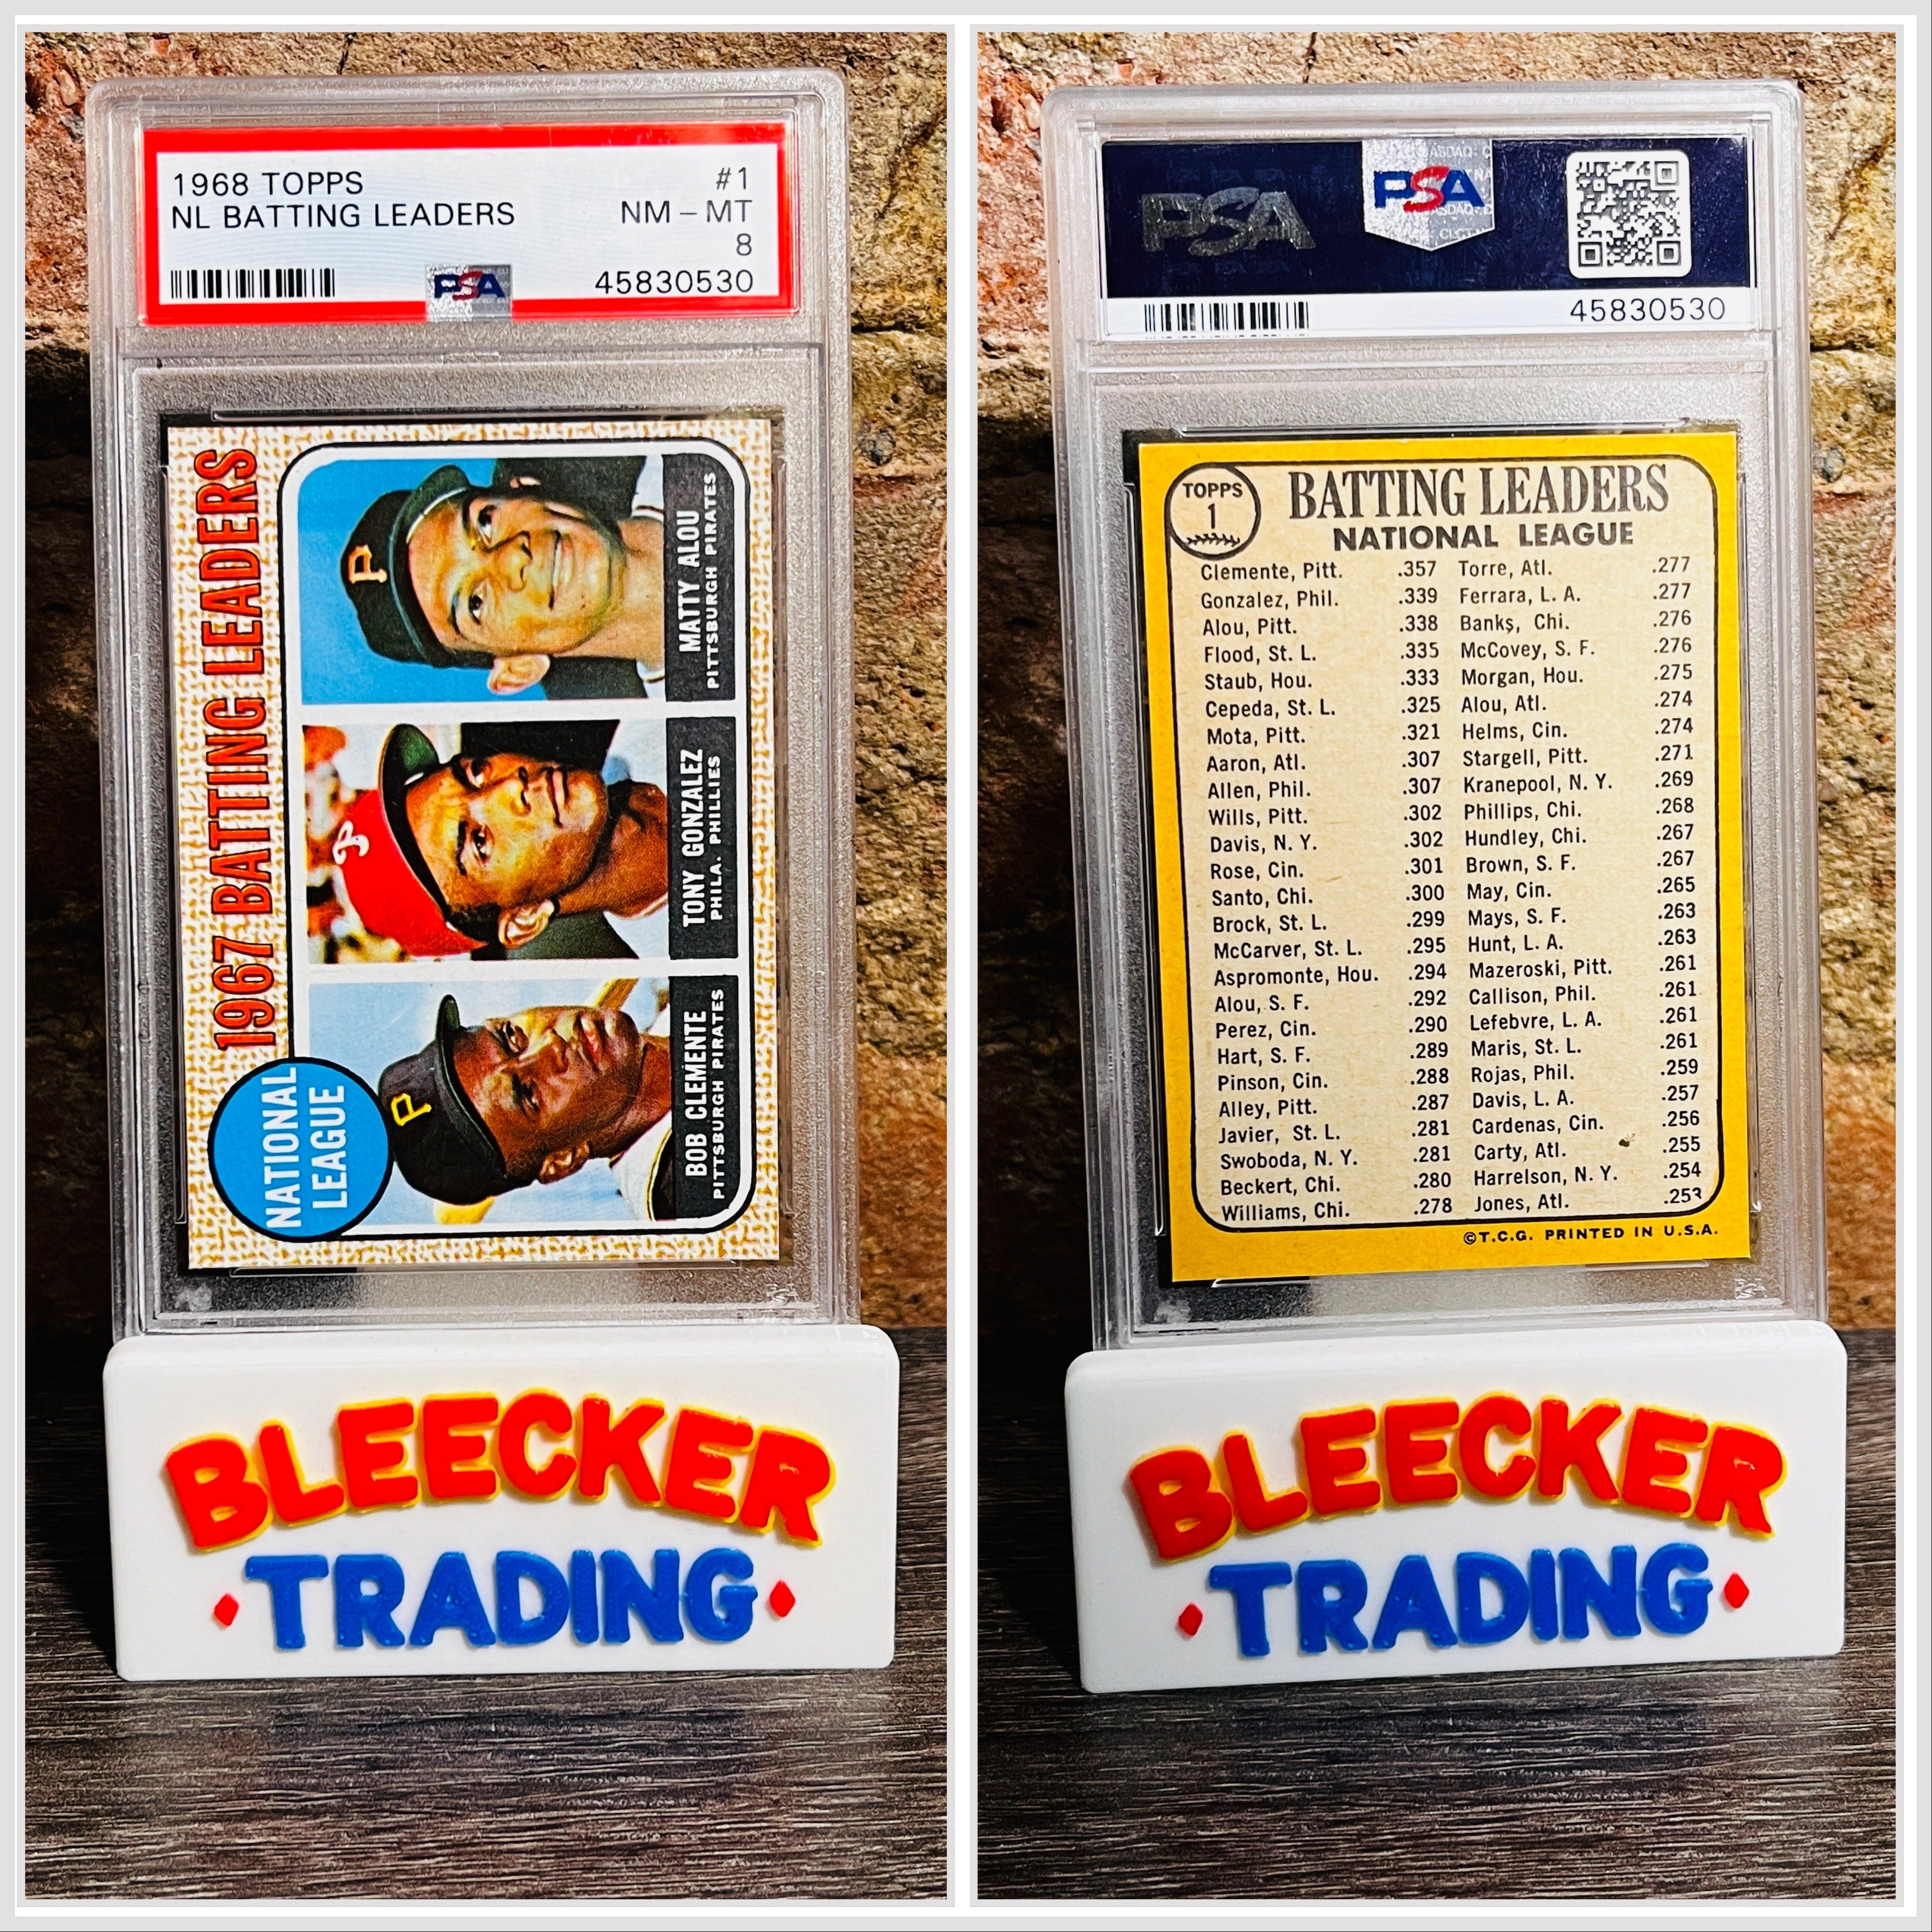 1968 TOPPS #1
NL BATTING LEADERS NM - MT
8
PSA 45830530
1967 BATTING LEADERS
NATIONAL
LEAGUE
BOB CLEMENTE
PITTSBURGH PIRATES
TONY GONZALEZ
PHILA. PHILLIES
MATTY ALOU
PITTSBURGH PIRATES
P
P
P
BLEECKER
TRADING
PSA
PSA
45830530
TOPPS
1
BATTING LEADERS
NATIONAL LEAGUE
Clemente, Pitt. .357 Torre, Atl. .277
Gonzalez, Phil. .339 Ferrara, L. A. .277
Alou, Pitt. .338 Banks, Chi. .276
Flood, St. L. .335 McCovey, S. F. .276
Staub, Hou. .333 Morgan, Hou. .275
Cepeda, St. L. .325 Alou, Atl. .274
Mota, Pitt. .321 Helms, Cin. .274
Aaron, Atl. .307 Stargell, Pitt. .271
Allen, Phil. .307 Kranepool, N. Y. .269
Wills, Pitt. .302 Phillips, Chi. .268
Davis, N. Y. .302 Hundley, Chi. .267
Rose, Cin. .301 Brown, S. F. .267
Santo, Chi. .300 May, Cin. .265
Brock, St. L. .299 Mays, S. F. .263
McCarver, St. L. .295 Hunt, L. A. .263
Aspromonte, Hou. .294 Mazeroski, Pitt. .261
Alou, S. F. .292 Callison, Phil. .261
Perez, Cin. .290 Lefebvre, L. A. .261
Hart, S. F. .289 Maris, St. L. .261
Pinson, Cin. .288 Rojas, Phil. .259
Alley, Pitt. .287 Davis, L. A. .257
Javier, St. L. .281 Cardenas, Cin. .256
Swoboda, N. Y. .281 Carty, Atl. .255
Beckert, Chi. .280 Harrelson, N. Y. .254
Williams, Chi. .278 Jones, Atl. .253
©T.C.G. PRINTED IN U.S.A.
BLEECKER
TRADING